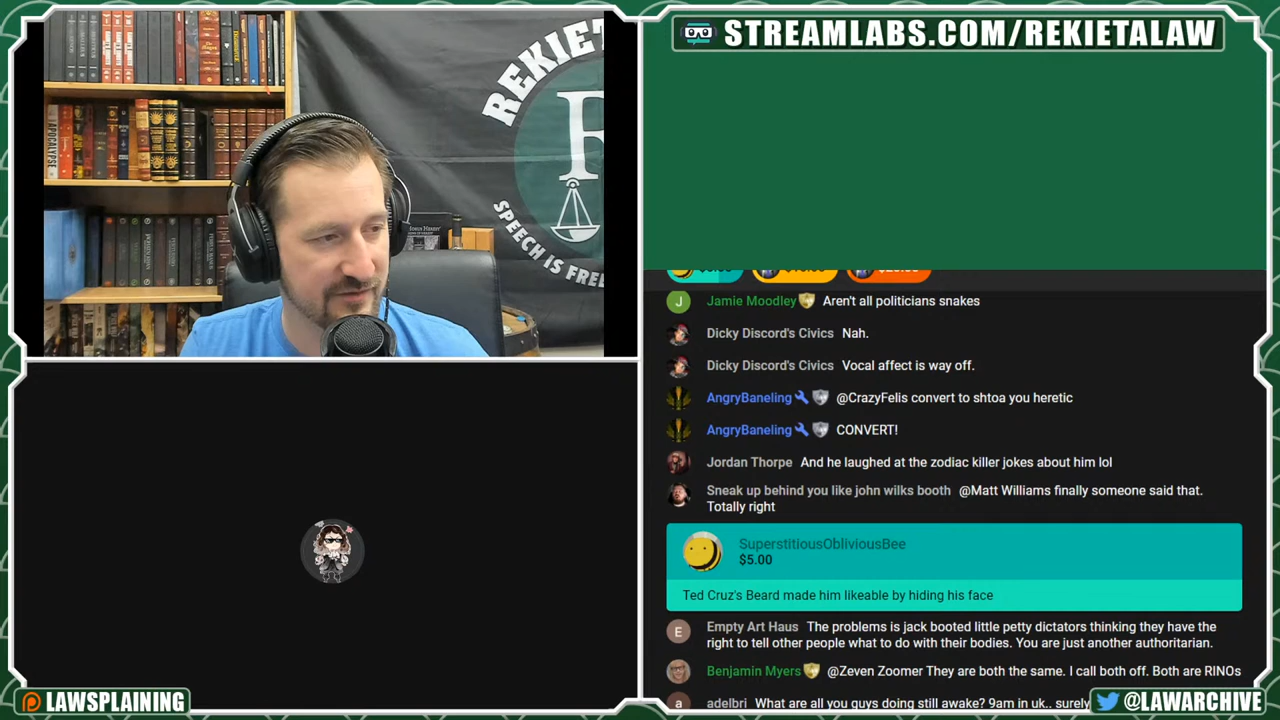 STREAMLABS.COM/REKIETALAW
REKIET
R
SPEECH IS FREE
APOCALYPSE
Jamie Moodley Aren't all politicians snakes
Dicky Discord's Civics Nah.
Dicky Discord's Civics Vocal affect is way off.
AngryBaneling @CrazyFelis convert to shtoa you heretic
AngryBaneling CONVERT!
Jordan Thorpe And he laughed at the zodiac killer jokes about him lol
Sneak up behind you like john wilks booth @Matt Williams finally someone said that.
Totally right
SuperstitiousObliviousBee
$5.00
Ted Cruz's Beard made him likeable by hiding his face
E
Empty Art Haus The problems is jack booted little petty dictators thinking they have the
right to tell other people what to do with their bodies. You are just another authoritarian.
Benjamin Myers @Zeven Zoomer They are both the same. I call both off. Both are RINOs
a
adelbri What are all you guys doing still awake? 9am in uk.. surely
LAWSPLAINING
@LAWARCHIVE
J